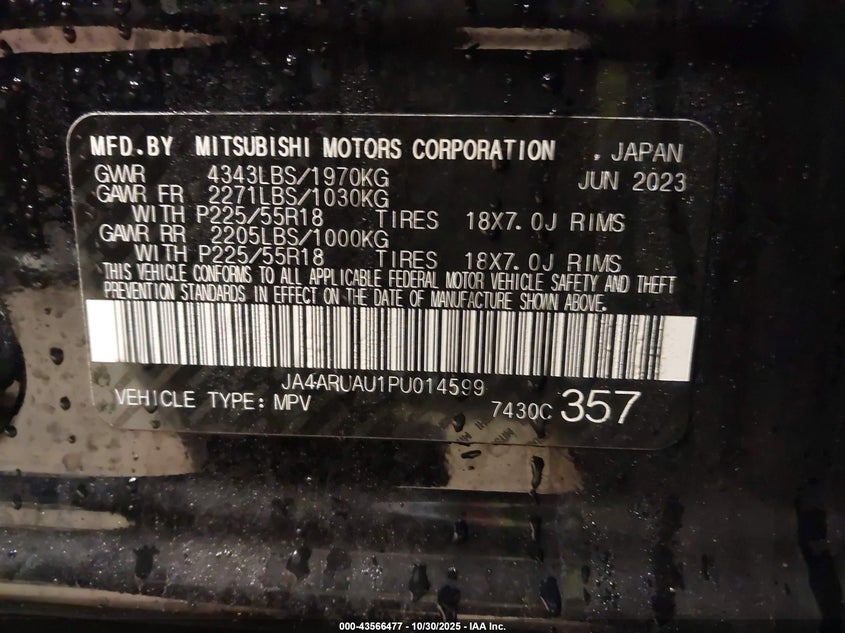 MFD.BY MITSUBISHI MOTORS CORPORATION . JAPAN
GVWR 4343LBS/1970KG JUN 2023
GAWR FR 2271LBS/1030KG
WITH P225/55R18 TIRES 18X7.0J RIMS
GAWR RR 2205LBS/1000KG
WITH P225/55R18 TIRES 18X7.0J RIMS
THIS VEHICLE CONFORMS TO ALL APPLICABLE FEDERAL MOTOR VEHICLE SAFETY AND THEFT
PREVENTION STANDARDS IN EFFECT ON THE DATE OF MANUFACTURE SHOWN ABOVE.
JA4ARUAU1PU014599
VEHICLE TYPE: MPV 7430C 357
000-43566477 - 10/30/2025 - IAA Inc.